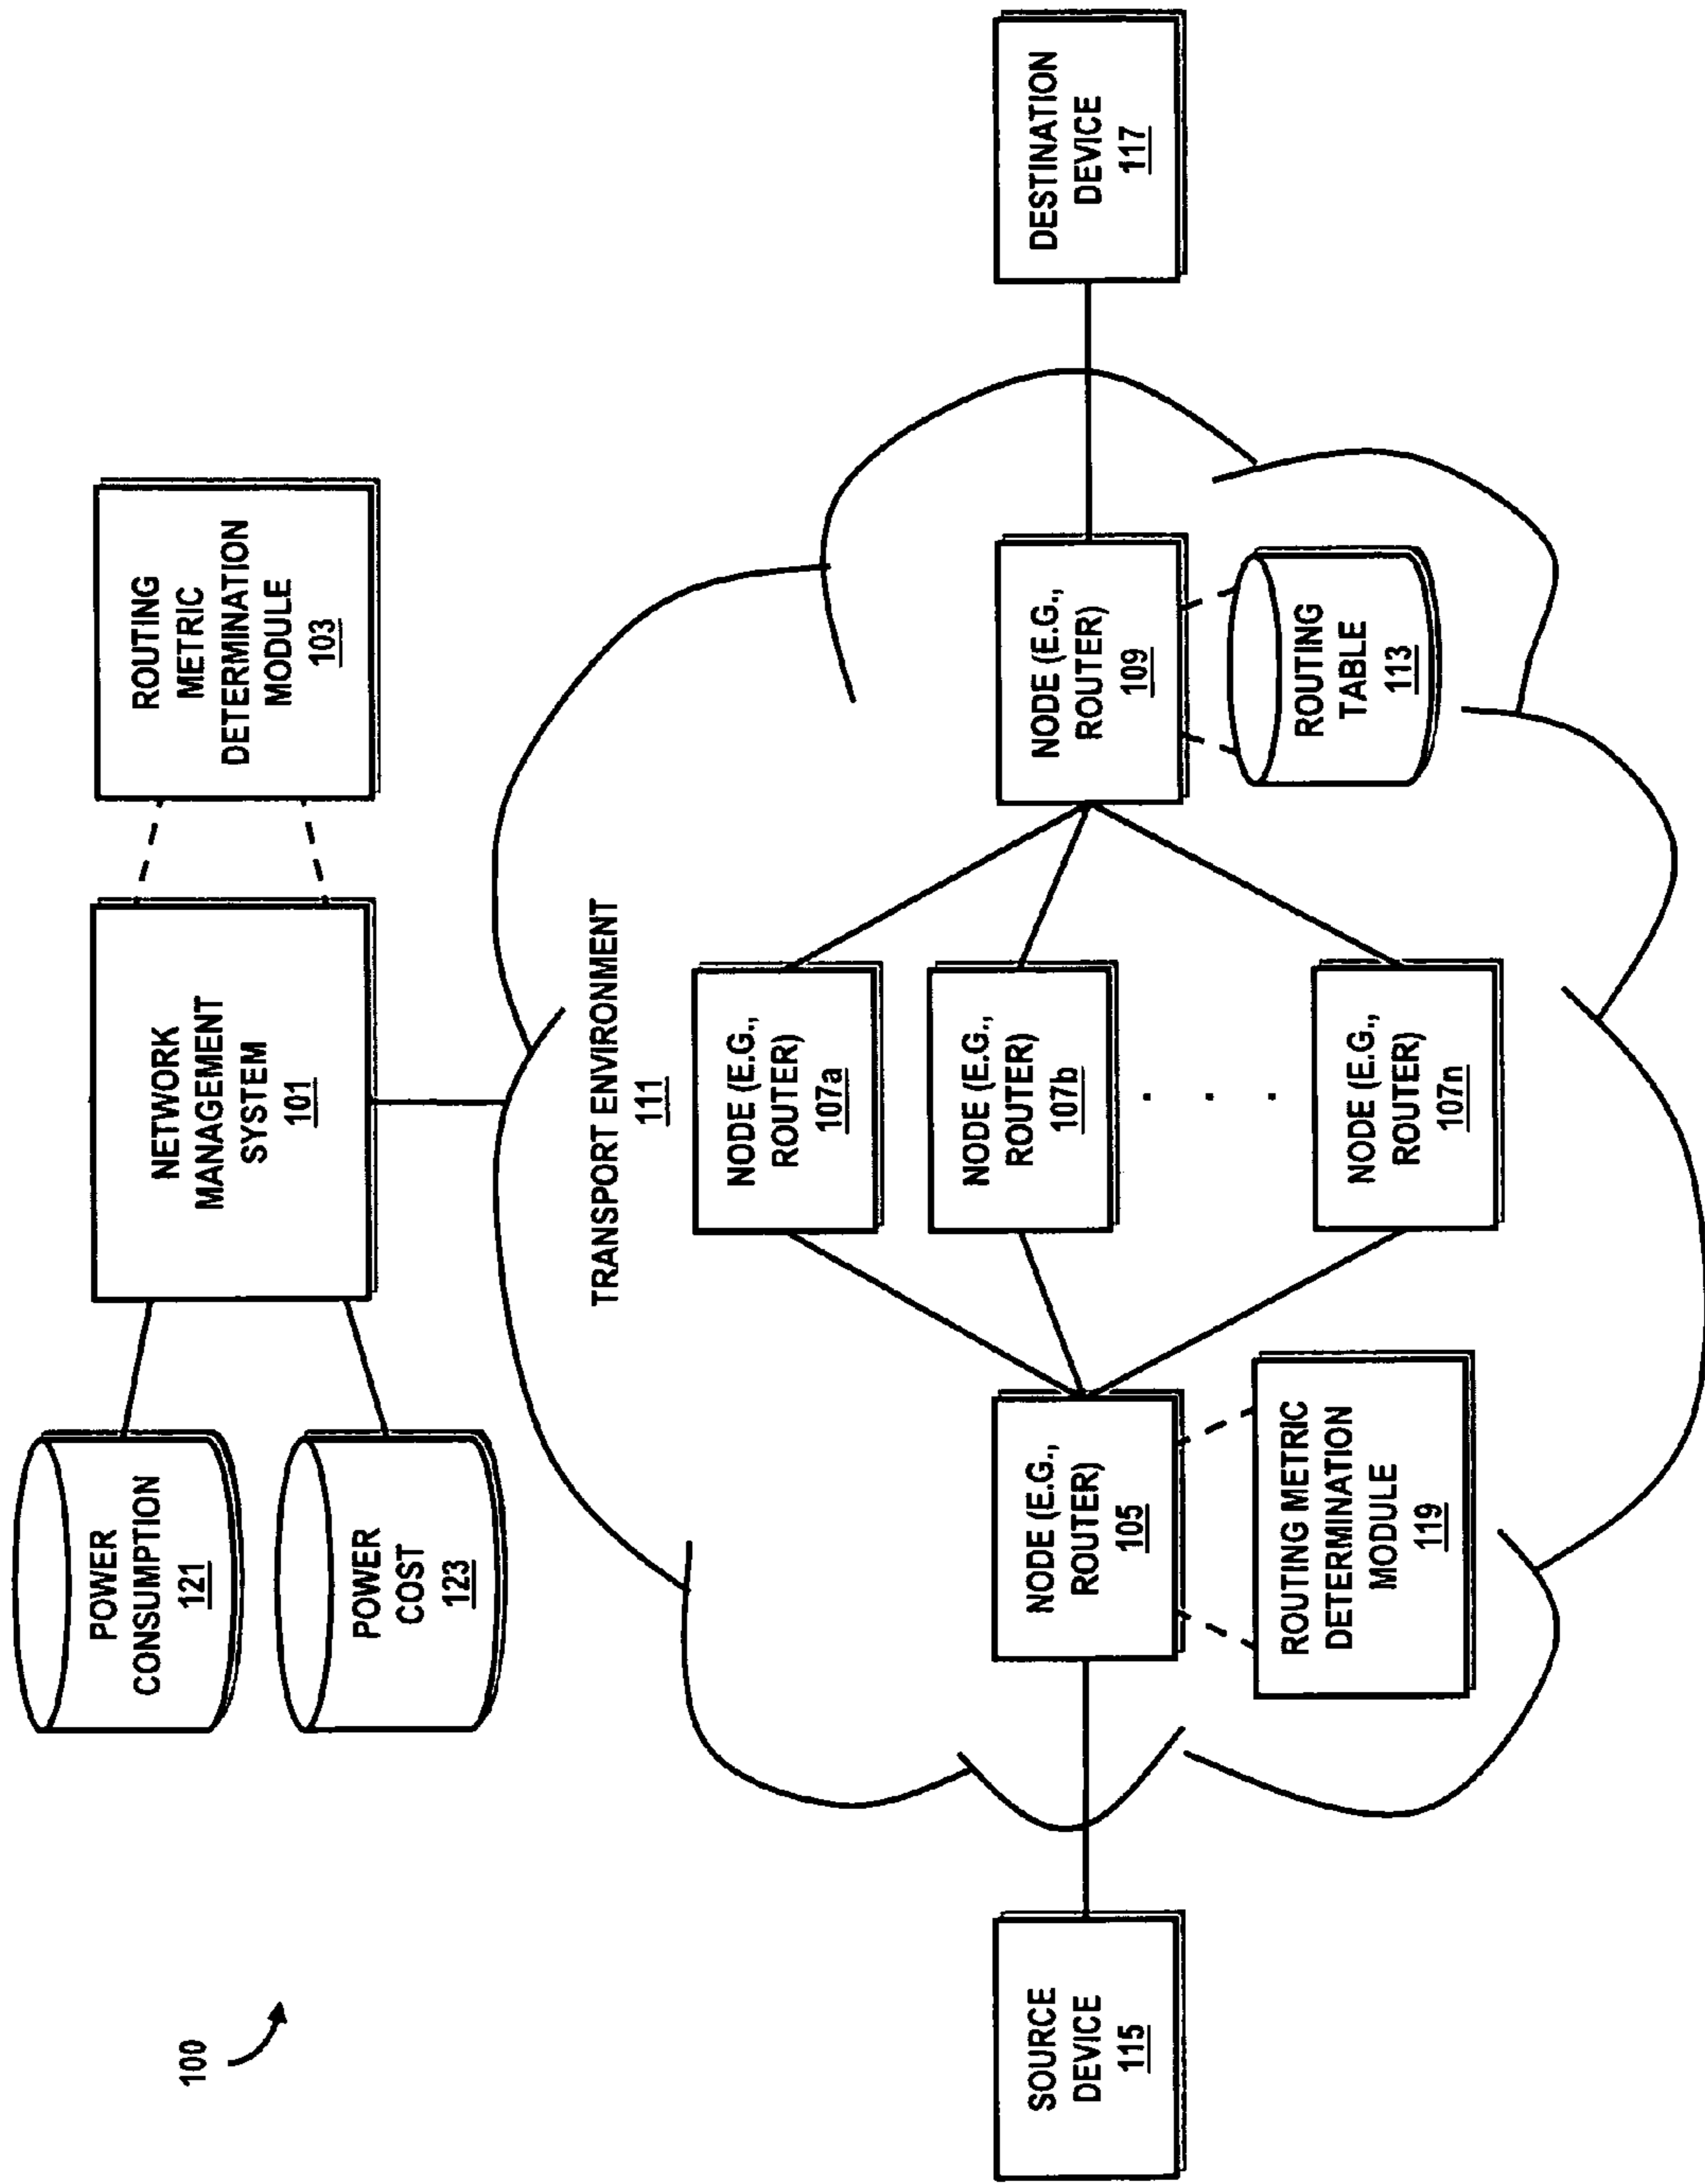 100
POWER
CONSUMPTION
121
POWER
COST
123
NETWORK
MANAGEMENT
SYSTEM
101
ROUTING
METRIC
DETERMINATION
MODULE
103
TRANSPORT ENVIRONMENT
111
SOURCE
DEVICE
115
NODE (E.G.,
ROUTER)
105
ROUTING METRIC
DETERMINATION
MODULE
119
NODE (E.G.,
ROUTER)
107a
NODE (E.G.,
ROUTER)
107b
. . .
NODE (E.G.,
ROUTER)
107n
NODE (E.G.,
ROUTER)
109
ROUTING
TABLE
113
DESTINATION
DEVICE
117